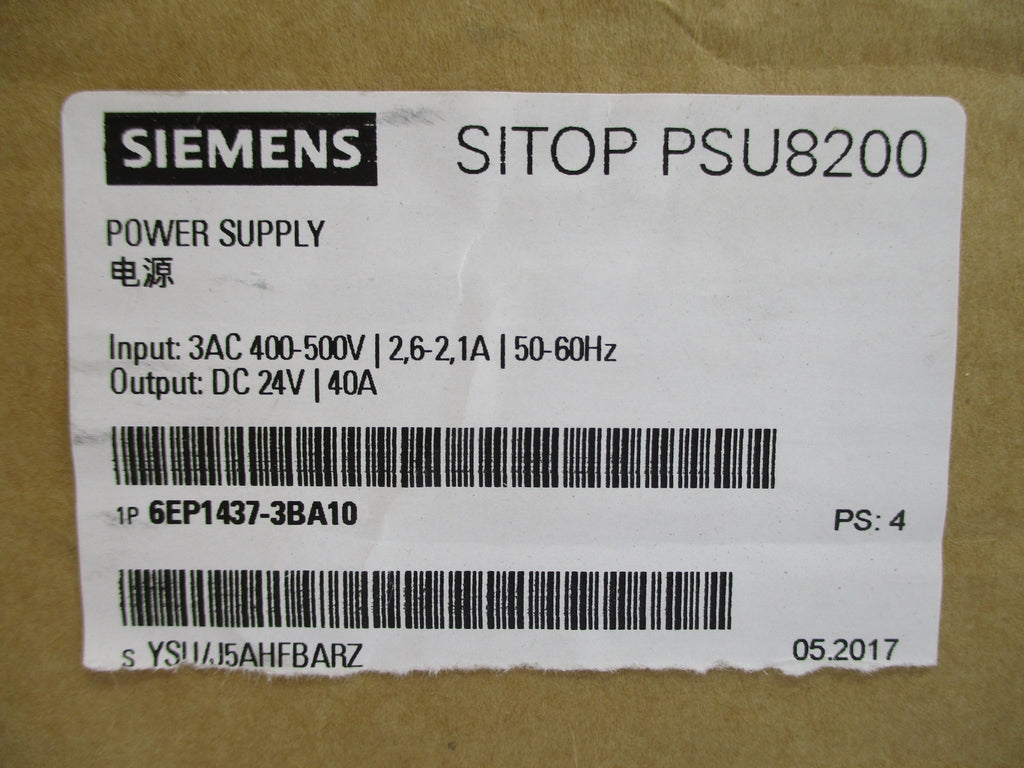 SIEMENS SITOP PSU8200
POWER SUPPLY
电源
Input: 3AC 400-500V | 2,6-2,1A | 50-60Hz
Output: DC 24V | 40A
1P 6EP1437-3BA10 PS: 4
S 05.2017